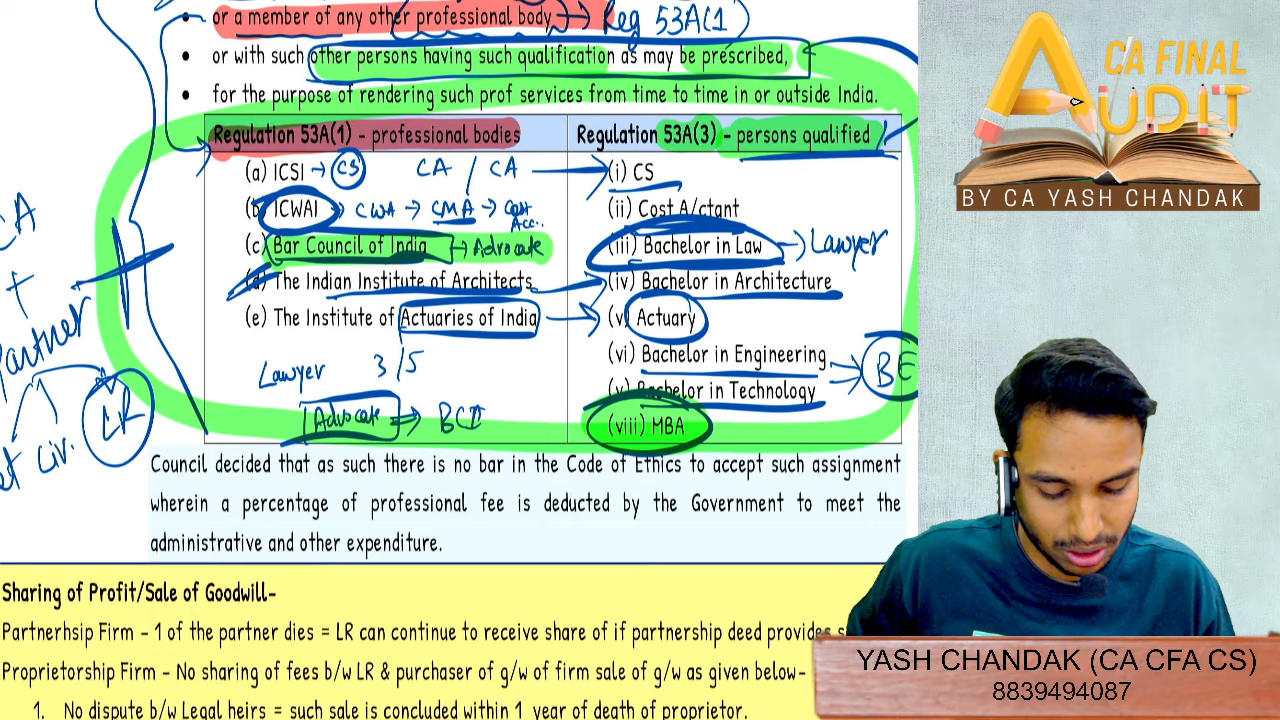 or a member of any other professional body, → Reg 53A(1)
or with such other persons having such qualification as may be prescribed,
for the purpose of rendering such prof services from time to time in or outside India.
Regulation 53A(1) - professional bodies
Regulation 53A(3) - persons qualified
(a) ICSI → CS CA / CA
(i) CS
(b) ICWAI → CWA → CMA → Cost Acc..
(ii) Cost A/ctant
(c) Bar Council of India → Advocate
(iii) Bachelor in Law → Lawyer
(d) The Indian Institute of Architects
(iv) Bachelor in Architecture
(e) The Institute of Actuaries of India
(v) Actuary
(vi) Bachelor in Engineering
BE
(v) Bachelor in Technology
(viii) MBA
Lawyer 3/5
Advocate → BCI
CA
+
Partner
LR
Civ.
Council decided that as such there is no bar in the Code of Ethics to accept such assignment
wherein a percentage of professional fee is deducted by the Government to meet the
administrative and other expenditure.
Sharing of Profit/Sale of Goodwill-
Partnerhsip Firm - 1 of the partner dies = LR can continue to receive share of if partnership deed provides
Proprietorship Firm - No sharing of fees b/w LR & purchaser of g/w of firm sale of g/w as given below-
1. No dispute b/w Legal heirs = such sale is concluded within 1 year of death of proprietor.
CA FINAL
AUDIT
BY CA YASH CHANDAK
YASH CHANDAK (CA CFA CS)
8839494087